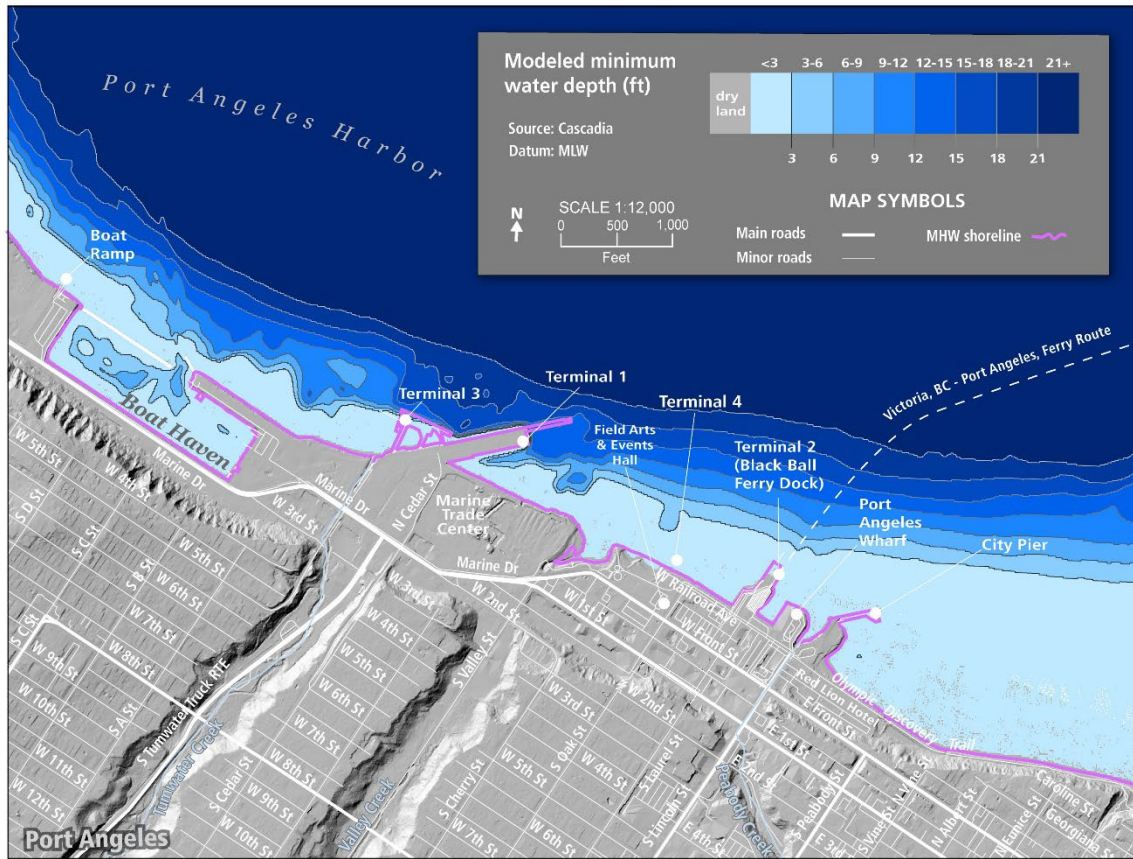 Port Angeles Harbor
Modeled minimum
water depth (ft)
Source: Cascadia
Datum: MLW
dry
land
<3 3-6 6-9 9-12 12-15 15-18 18-21 21+
3 6 9 12 15 18 21
N
SCALE 1:12,000
0 500 1,000
Feet
MAP SYMBOLS
Main roads
Minor roads
MHW shoreline
Boat
Ramp
Boat Haven
Terminal 3
Terminal 1
Terminal 4
Field Arts
& Events
Hall
Terminal 2
(Black Ball
Ferry Dock)
Victoria, BC - Port Angeles, Ferry Route
Port
Angeles
Wharf
City Pier
Marine
Trade
Center
N Cedar St
Marine Dr
Marine Dr
Marine Dr
W 3rd St
W 3rd St
W 2nd St
W 1st St
W Railroad Ave
W Front St
Red Lion Hotel
Olympic Discovery Trail
E Front St
E 1st St
E 2nd St
Caroline St
Georgiana St
W 5th St
W 4th St
S D St
S C St
S B St
W 5th St
W 6th St
W 7th St
W 8th St
S C St
W 9th St
W 10th St
W 11th St
W 12th St
S A St
S Tumwater Truck RTE
Tumwater Creek
S Cedar St
W 4th St
W 5th St
W 6th St
W 7th St
W 8th St
W 9th St
W 10th St
Valley Creek
S Valley St
S Cherry St
S Oak St
W 2nd St
W 3rd St
W 4th St
W 5th St
W 6th St
W 7th St
S Laurel St
S Lincoln St
Peabody Creek
S Peabody St
E 3rd St
E 4th St
S Vine St
N Vine St
N Albert St
N Eunice St
Port Angeles